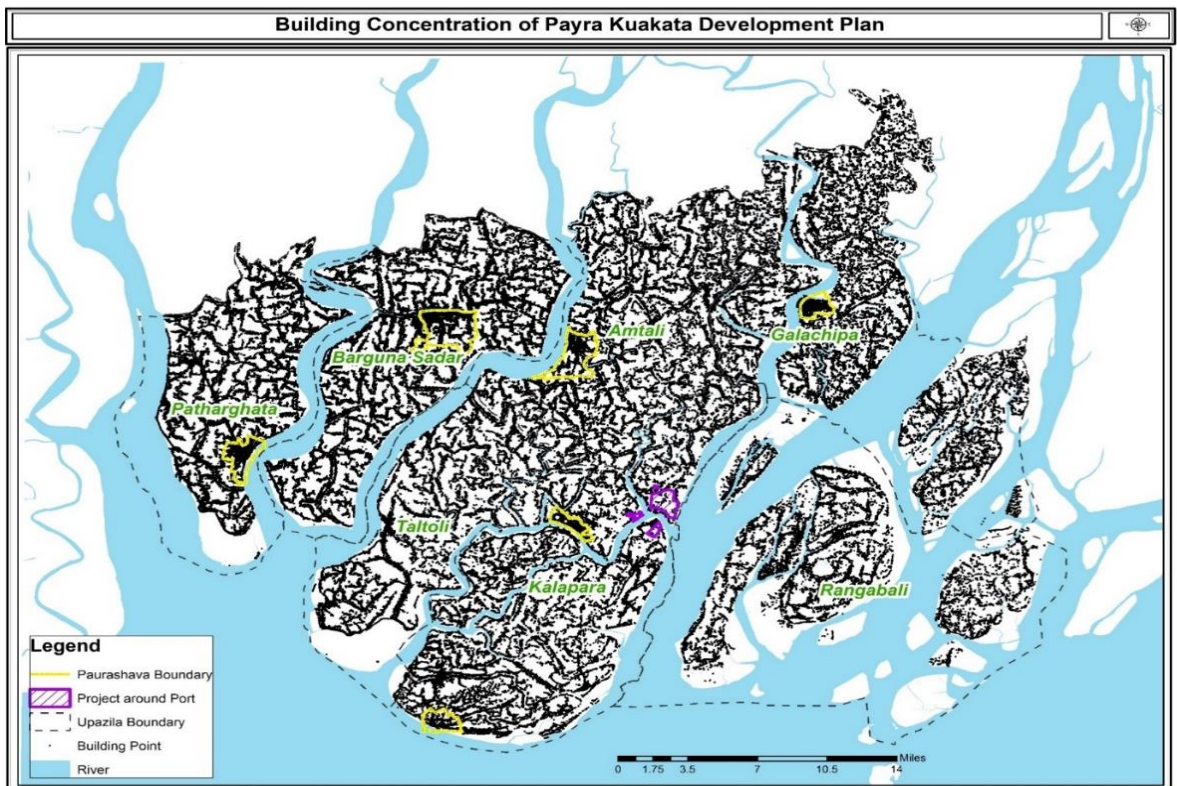 Building Concentration of Payra Kuakata Development Plan
Amtali
Galachipa
Barguna Sadar
Patharghata
Taltoli
Kalapara
Rangabali
Legend
Paurashava Boundary
Project around Port
Upazila Boundary
Building Point
River
Miles
0 1.75 3.5 7 10.5 14